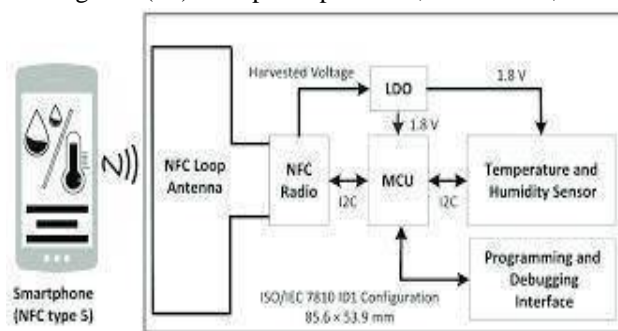 Harvested Voltage
LDO
1.8 V
1.8 V
NFC Loop
Antenna
NFC
Radio
I2C
MCU
I2C
Temperature and
Humidity Sensor
Programming and
Debugging
Interface
ISO/IEC 7810 ID1 Configuration
85.6 × 53.9 mm
Smartphone
(NFC type 5)